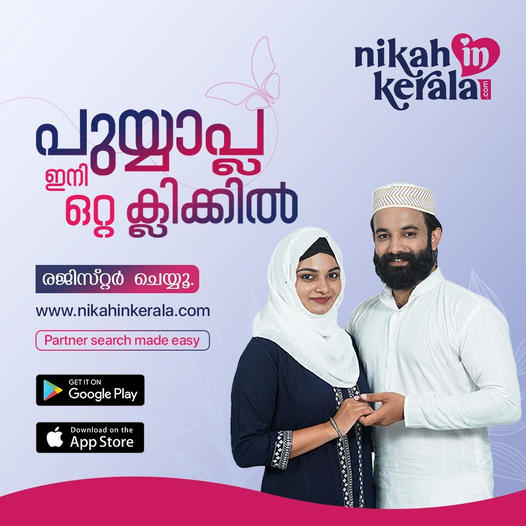 nikah in
kerala
.com
പുയ്യാപ്ല
ഇനി
ഒറ്റ ക്ലിക്കിൽ
രജിസ്റ്റർ ചെയ്യൂ.
www.nikahinkerala.com
Partner search made easy
GET IT ON
Google Play
Download on the
App Store